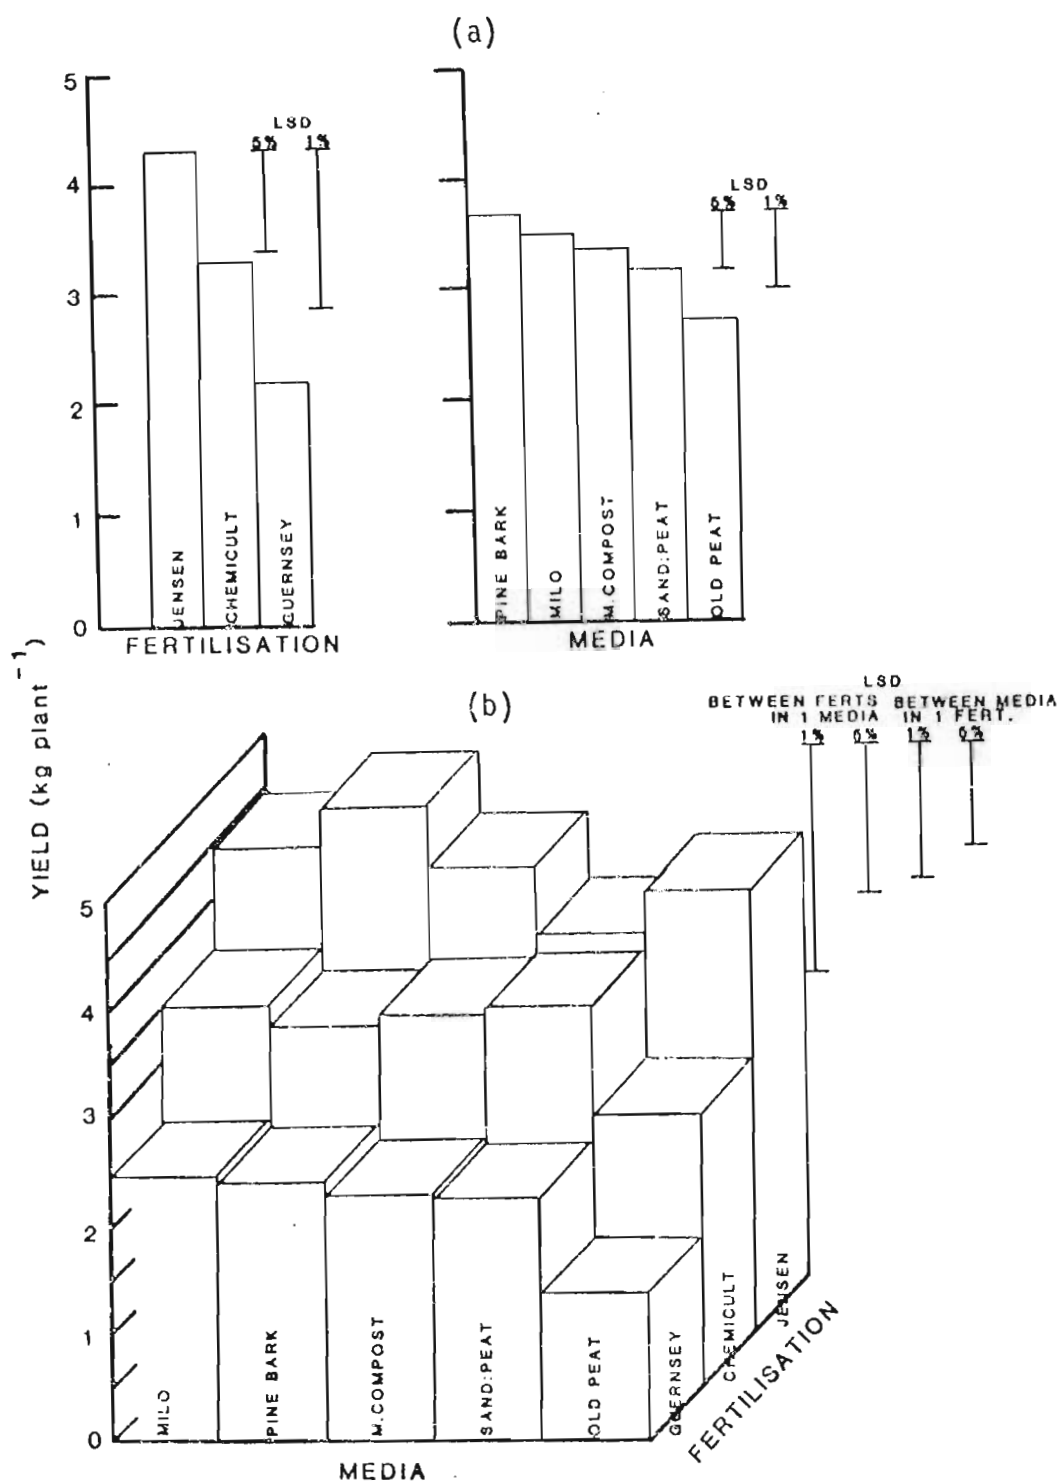 (a)
5
4
3
2
1
0
LSD
5% 1%
JENSEN
CHEMICULT
GUERNSEY
FERTILISATION
LSD
5% 1%
PINE BARK
MILO
M.COMPOST
SAND:PEAT
OLD PEAT
MEDIA
YIELD (kg plant⁻¹)
(b)
LSD
BETWEEN FERTS BETWEEN MEDIA
IN 1 MEDIA IN 1 FERT.
1% 5% 1% 5%
5
4
3
2
1
0
MILO
PINE BARK
M.COMPOST
SAND:PEAT
OLD PEAT
GUERNSEY
CHEMICULT
JENSEN
MEDIA
FERTILISATION